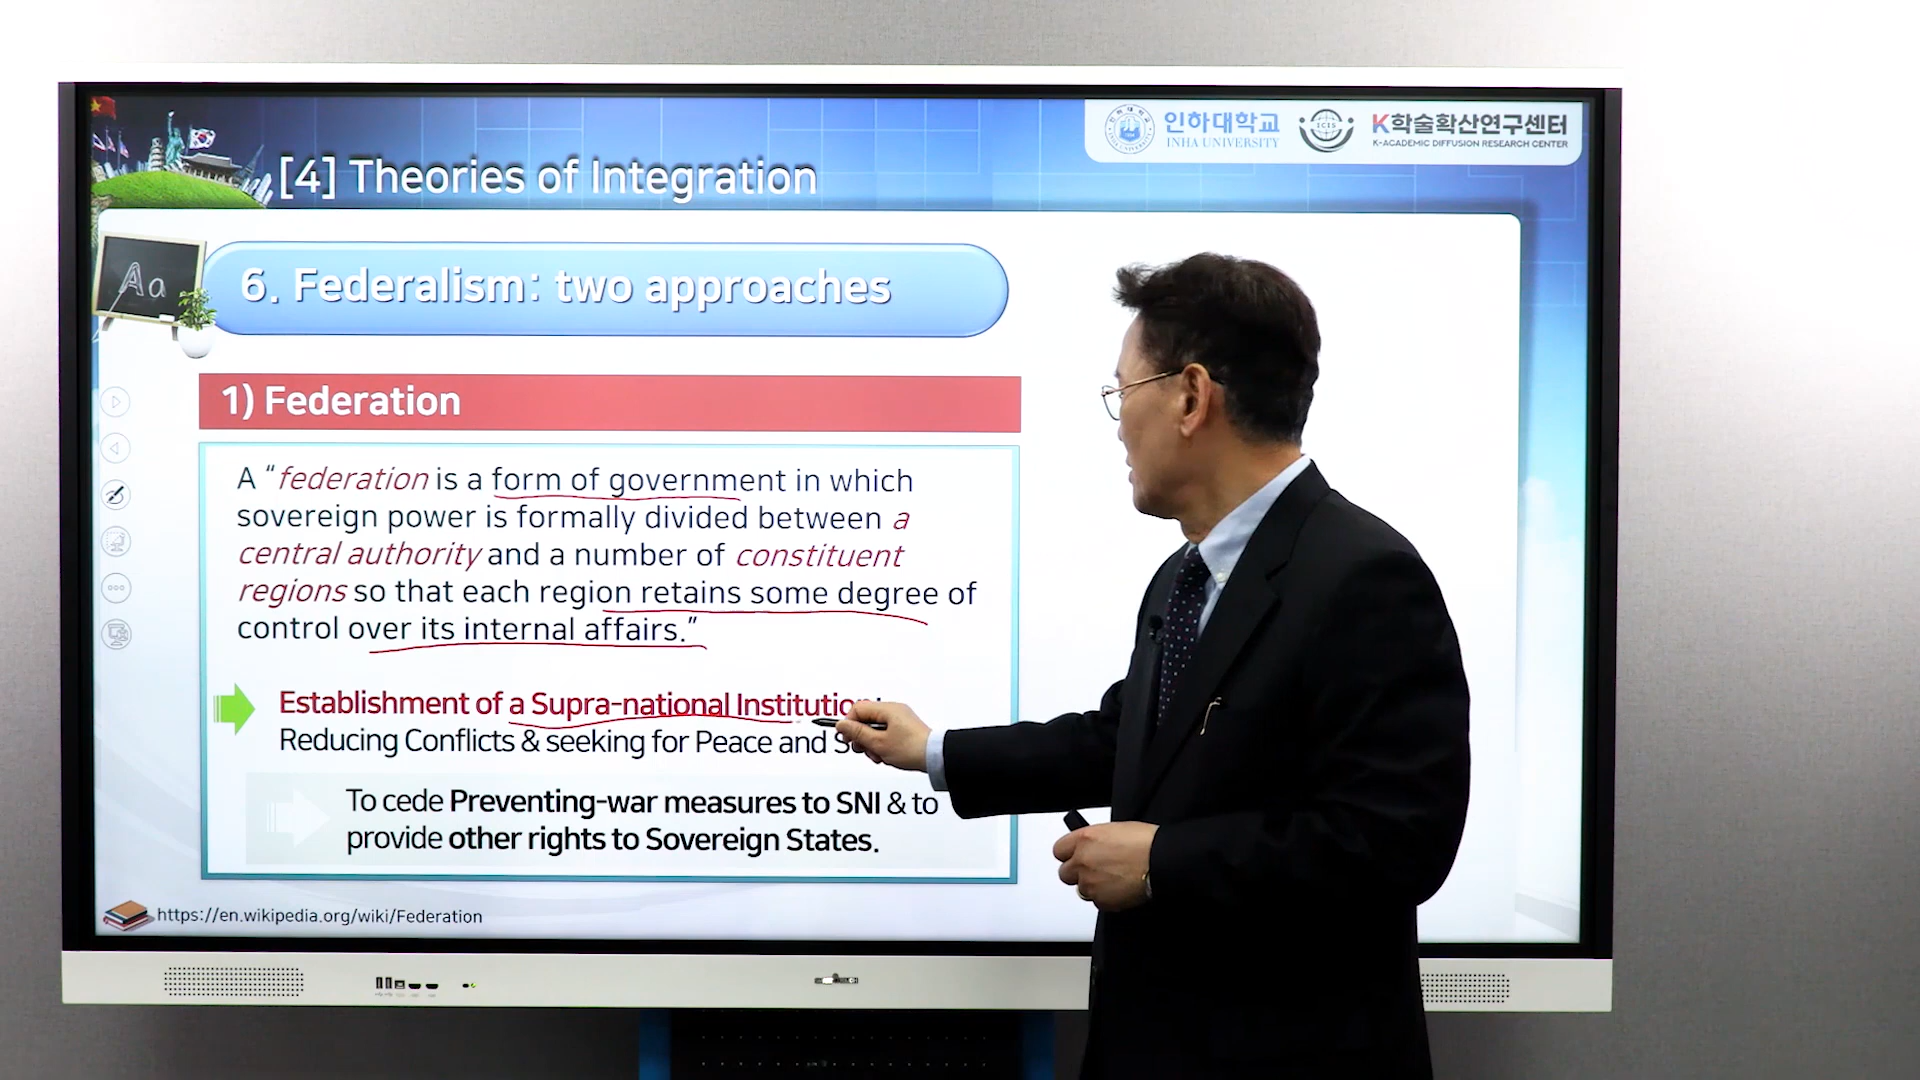 인하대학교
INHA UNIVERSITY
ICIS
K학술확산연구센터
K-ACADEMIC DIFFUSION RESEARCH CENTER
[4] Theories of Integration
Aa
6. Federalism: two approaches
1) Federation
A “federation is a form of government in which
sovereign power is formally divided between a
central authority and a number of constituent
regions so that each region retains some degree of
control over its internal affairs.”
Establishment of a Supra-national
Reducing Conflicts & seeking for Peace and
To cede Preventing-war measures to SNI & to
provide other rights to Sovereign States.
https://en.wikipedia.org/wiki/Federation